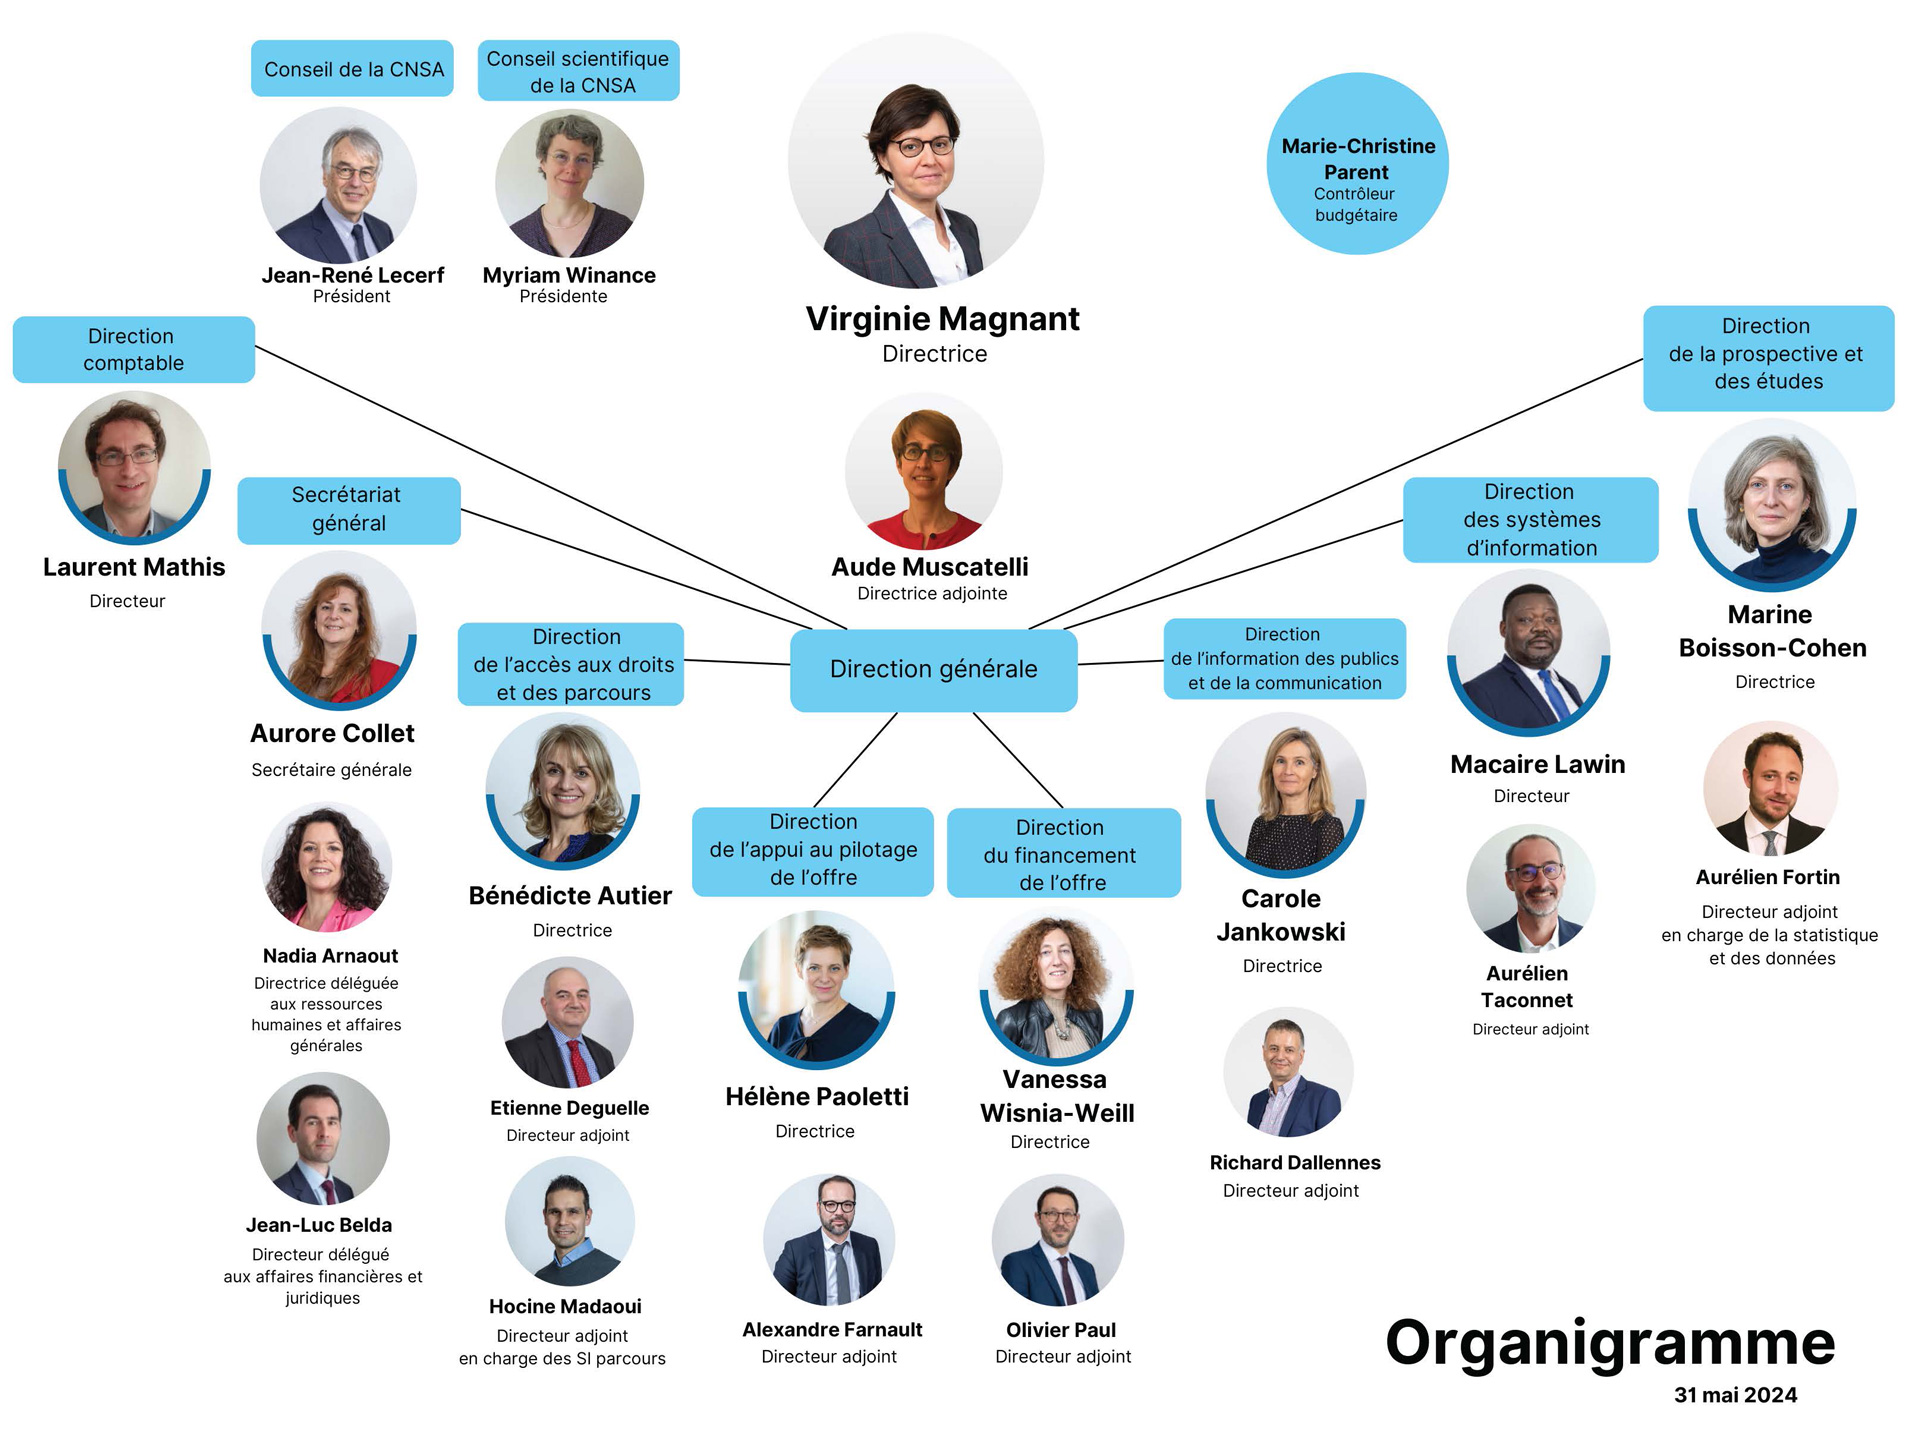 Conseil de la CNSA
Jean-René Lecerf
Président
Conseil scientifique
de la CNSA
Myriam Winance
Présidente
Virginie Magnant
Directrice
Marie-Christine
Parent
Contrôleur
budgétaire
Aude Muscatelli
Directrice adjointe
Direction générale
Direction
comptable
Laurent Mathis
Directeur
Secrétariat
général
Aurore Collet
Secrétaire générale
Nadia Arnaout
Directrice déléguée
aux ressources
humaines et affaires
générales
Jean-Luc Belda
Directeur délégué
aux affaires financières et
juridiques
Direction
de l’accès aux droits
et des parcours
Bénédicte Autier
Directrice
Etienne Deguelle
Directeur adjoint
Hocine Madaoui
Directeur adjoint
en charge des SI parcours
Direction
de l’appui au pilotage
de l’offre
Hélène Paoletti
Directrice
Alexandre Farnault
Directeur adjoint
Direction
du financement
de l’offre
Vanessa
Wisnia-Weill
Directrice
Olivier Paul
Directeur adjoint
Direction
de l’information des publics
et de la communication
Carole
Jankowski
Directrice
Richard Dallennes
Directeur adjoint
Direction
des systèmes
d’information
Macaire Lawin
Directeur
Aurélien
Taconnet
Directeur adjoint
Direction
de la prospective et
des études
Marine
Boisson-Cohen
Directrice
Aurélien Fortin
Directeur adjoint
en charge de la statistique
et des données
Organigramme
31 mai 2024